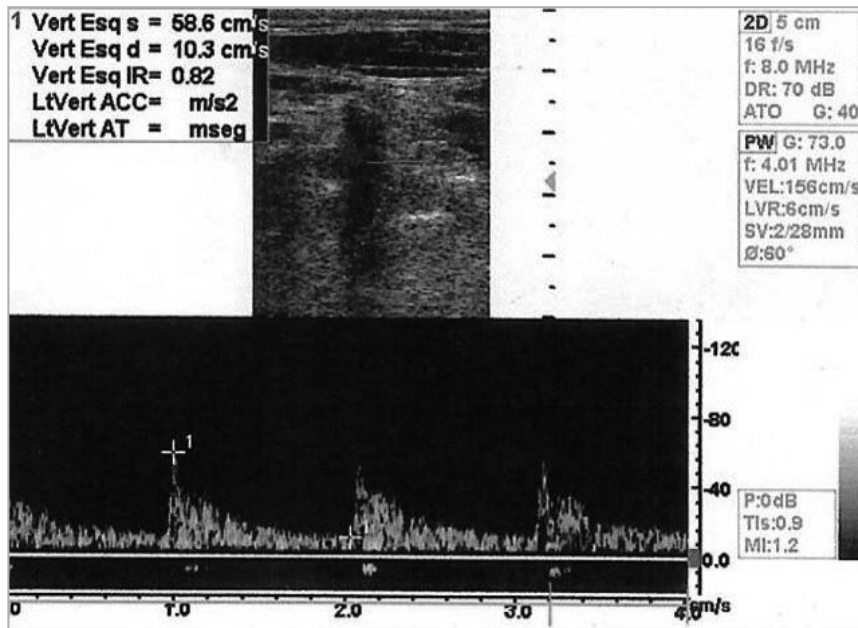 1 Vert Esq s = 58.6 cm/s
Vert Esq d = 10.3 cm/s
Vert Esq IR= 0.82
LtVert ACC= m/s2
LtVert AT = mseg
2D 5 cm
16 f/s
f: 8.0 MHz
DR: 70 dB
ATO G: 40
PW G: 73.0
f: 4.01 MHz
VEL:156cm/s
LVR:6cm/s
SV:2/28mm
Ø:60°
-120
-80
-40
0.0
cm/s
1
1
P:0dB
TIs:0.9
MI:1.2
0 1.0 2.0 3.0 4.0